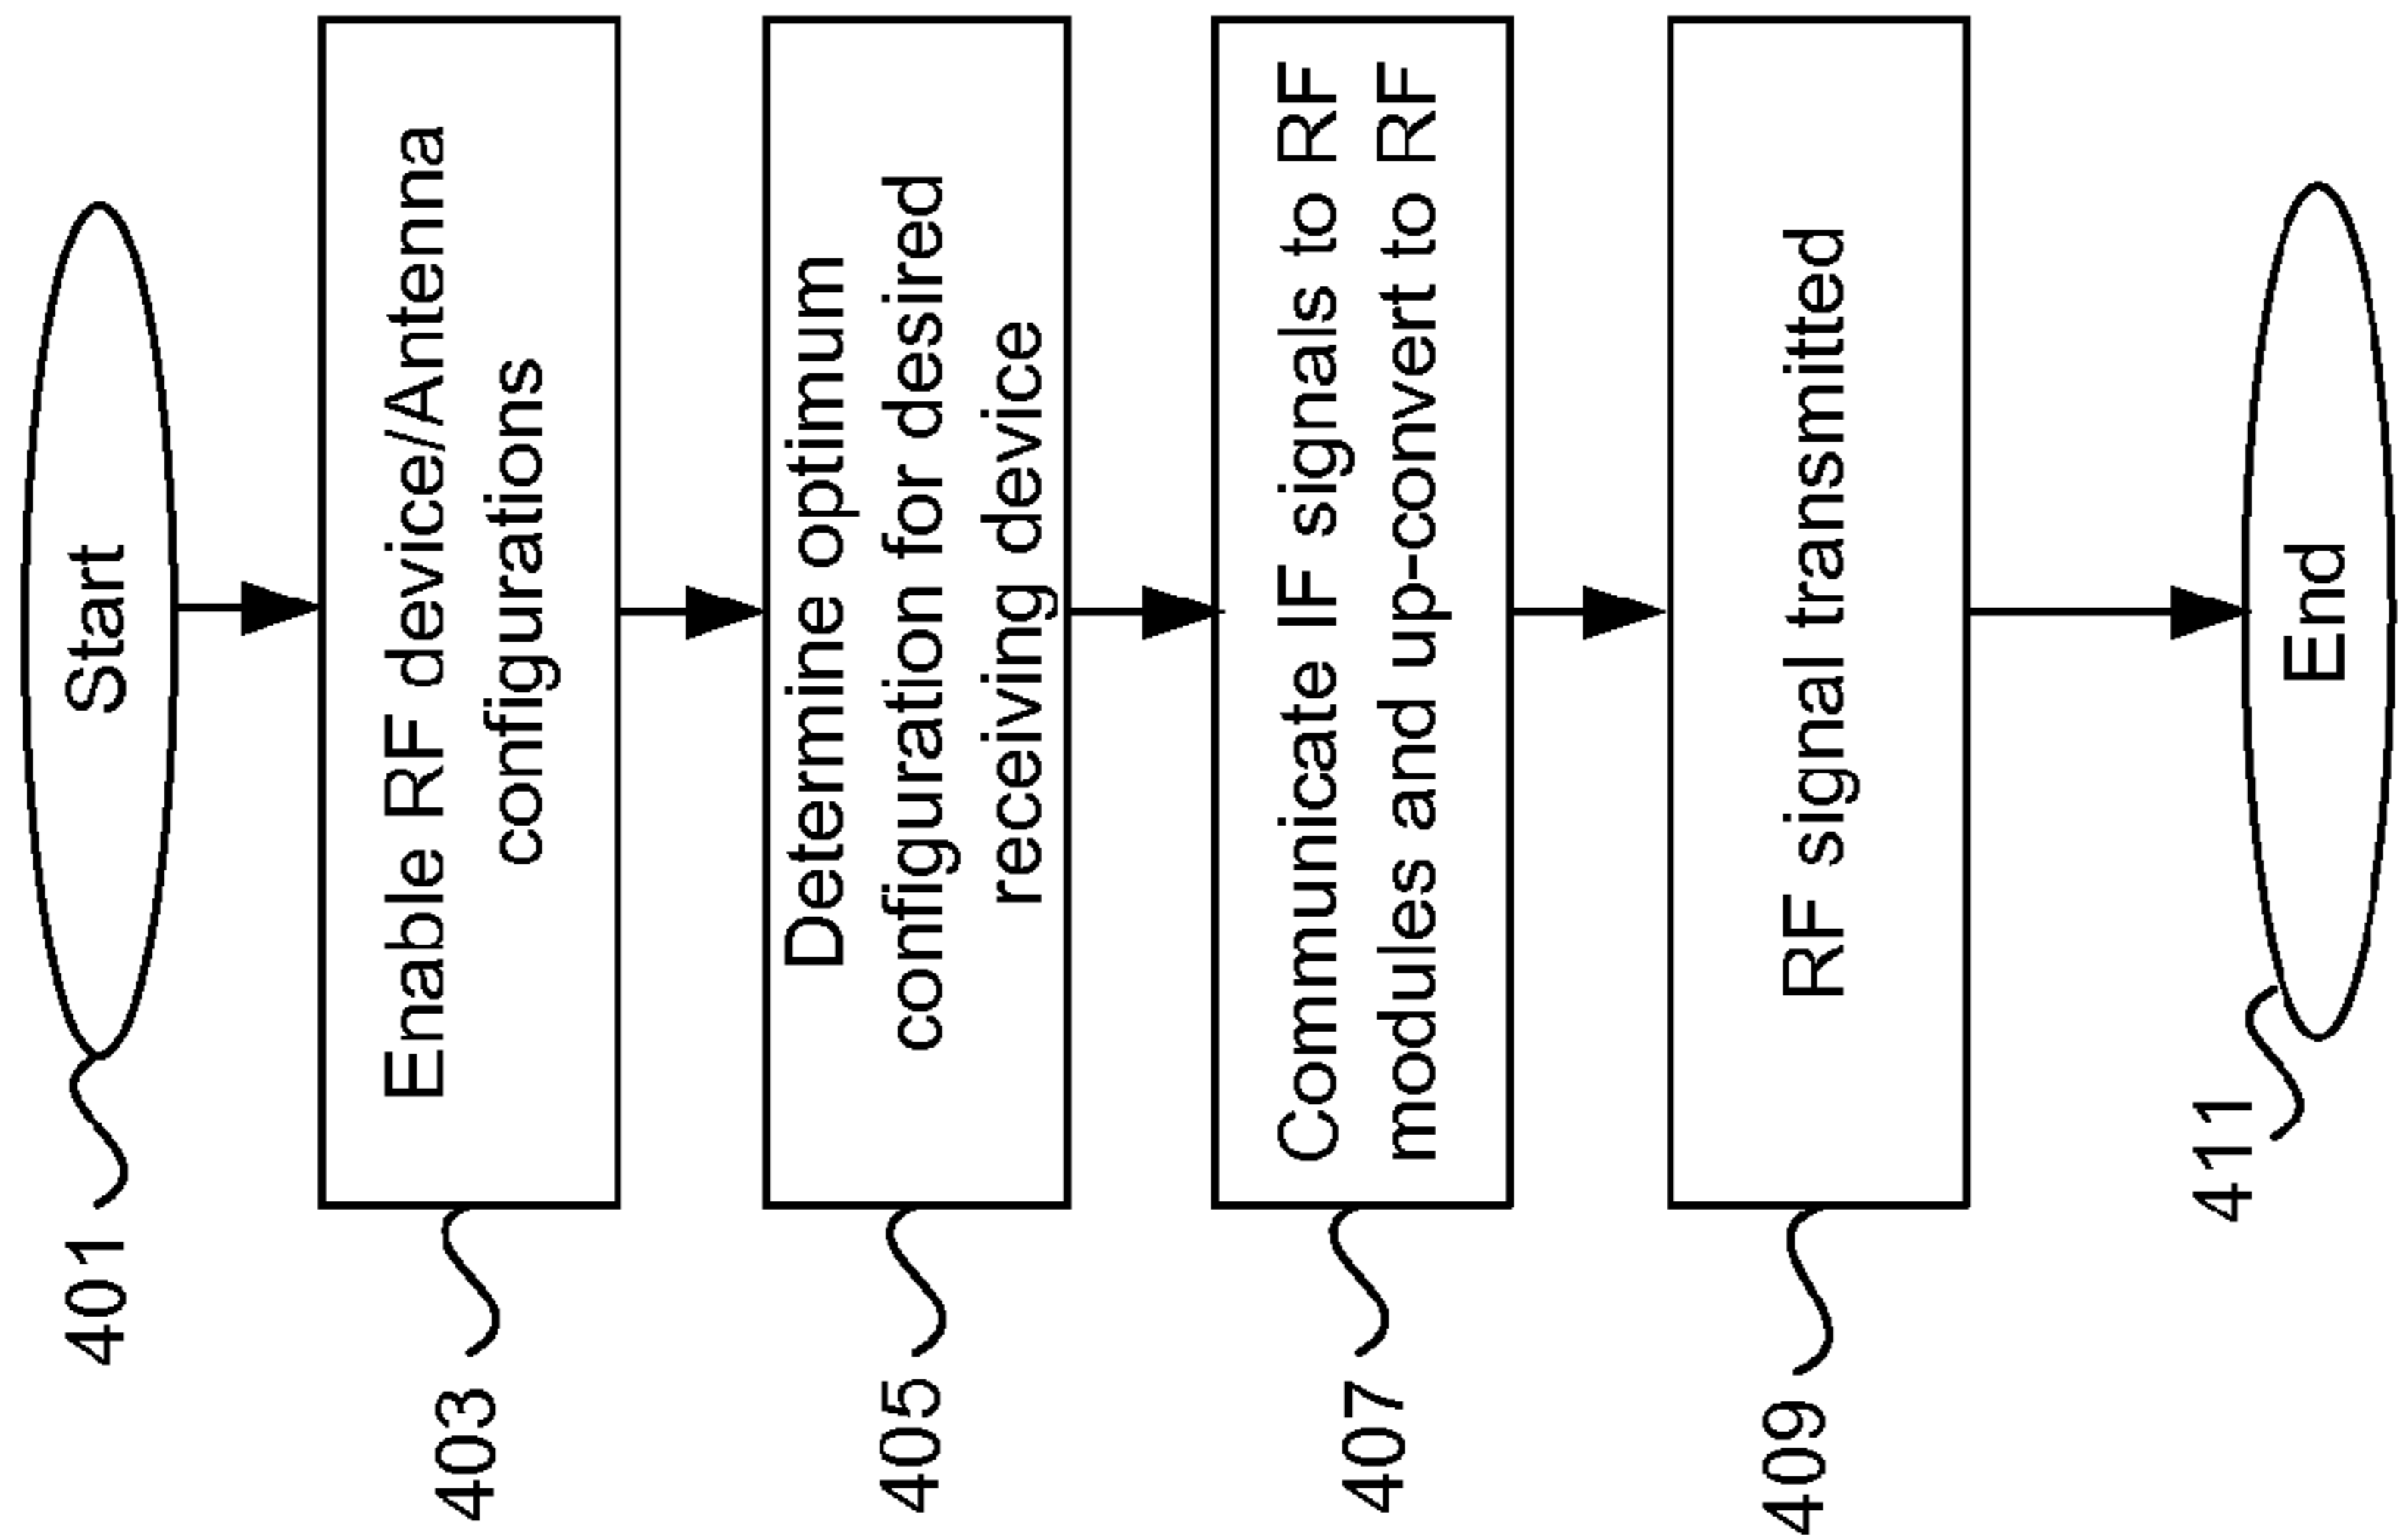 Start
401
Enable RF device/Antenna
configurations
403
Determine optimum
configuration for desired
receiving device
405
Communicate IF signals to RF
modules and up-convert to RF
407
RF signal transmitted
409
End
411